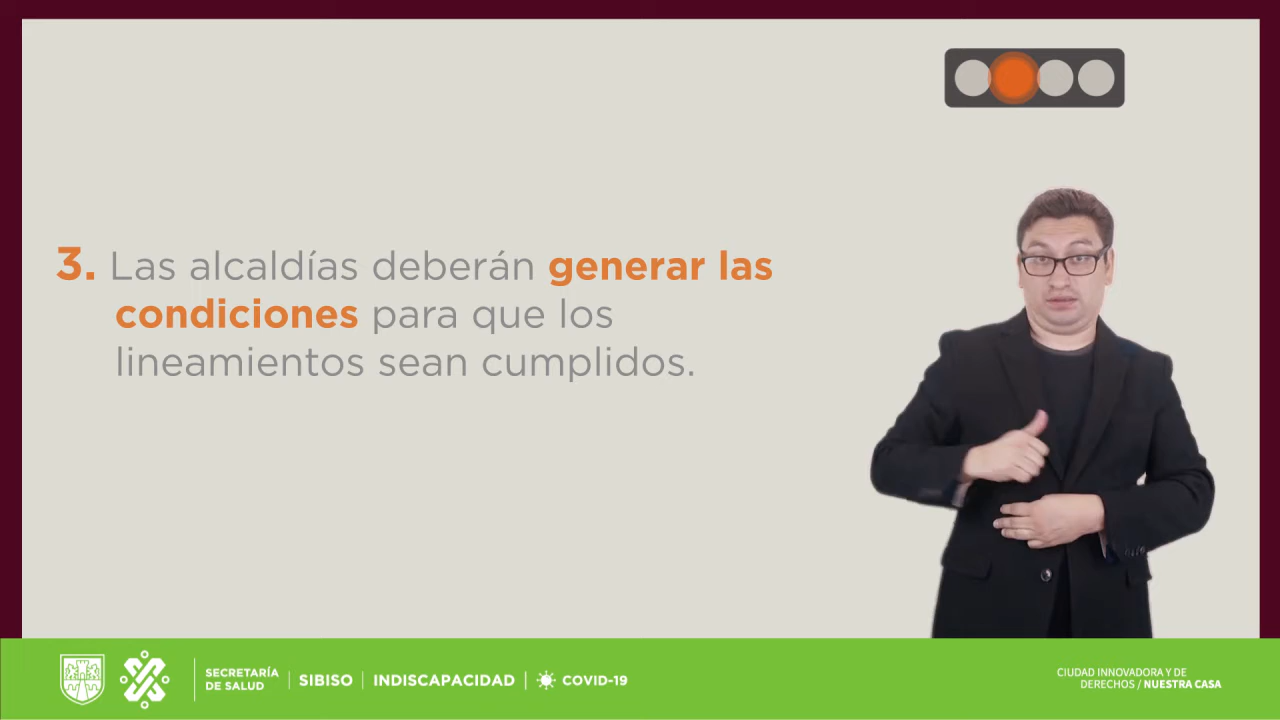 3. Las alcaldías deberán generar las
condiciones para que los
lineamientos sean cumplidos.
SECRETARÍA
DE SALUD
SIBISO
INDISCAPACIDAD
COVID-19
CIUDAD INNOVADORA Y DE
DERECHOS / NUESTRA CASA